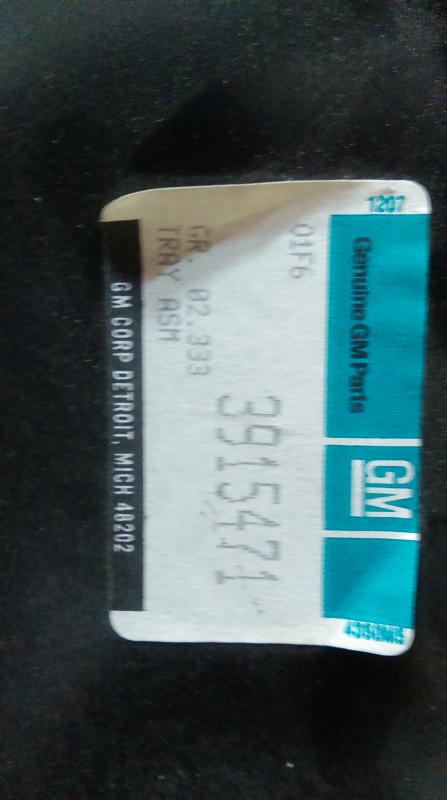 1207
Genuine GM Parts GM
01F6
3915471
GR. 02.333
TRAY ASM
GM CORP DETROIT, MICH 48202